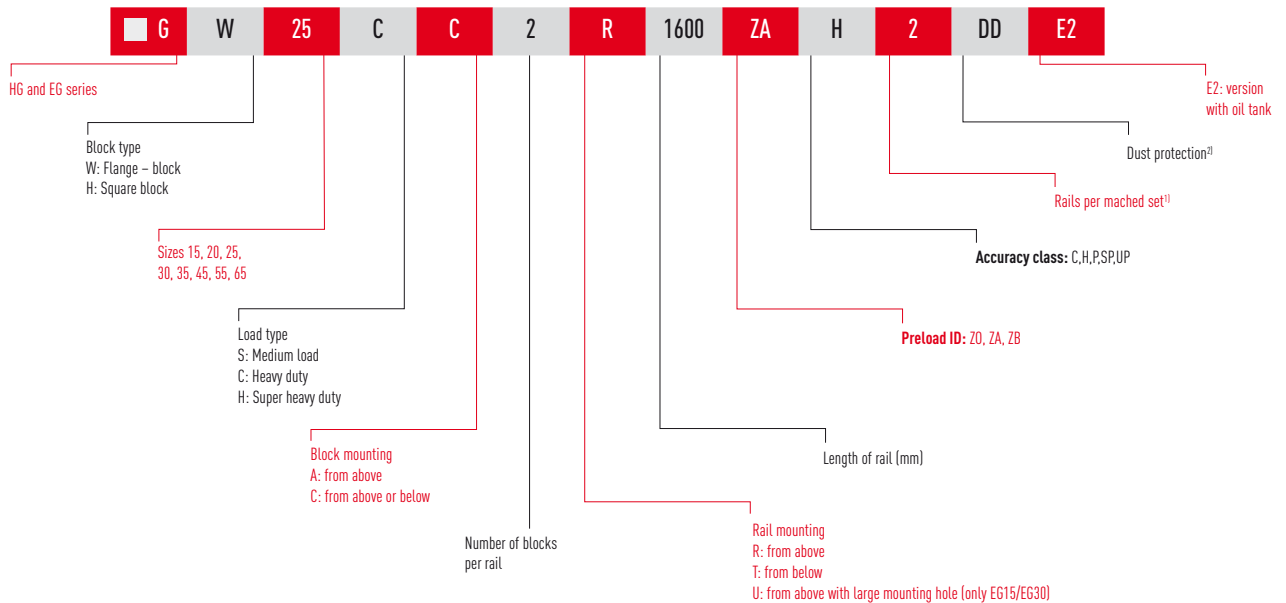 G W 25 C C 2 R 1600 ZA H 2 DD E2
HG and EG series
E2: version
with oil tank
Block type
W: Flange – block
H: Square block
Dust protection²⁾
Rails per mached set¹⁾
Sizes 15, 20, 25,
30, 35, 45, 55, 65
Accuracy class: C,H,P,SP,UP
Load type
S: Medium load
C: Heavy duty
H: Super heavy duty
Preload ID: Z0, ZA, ZB
Block mounting
A: from above
C: from above or below
Length of rail (mm)
Number of blocks
per rail
Rail mounting
R: from above
T: from below
U: from above with large mounting hole (only EG15/EG30)